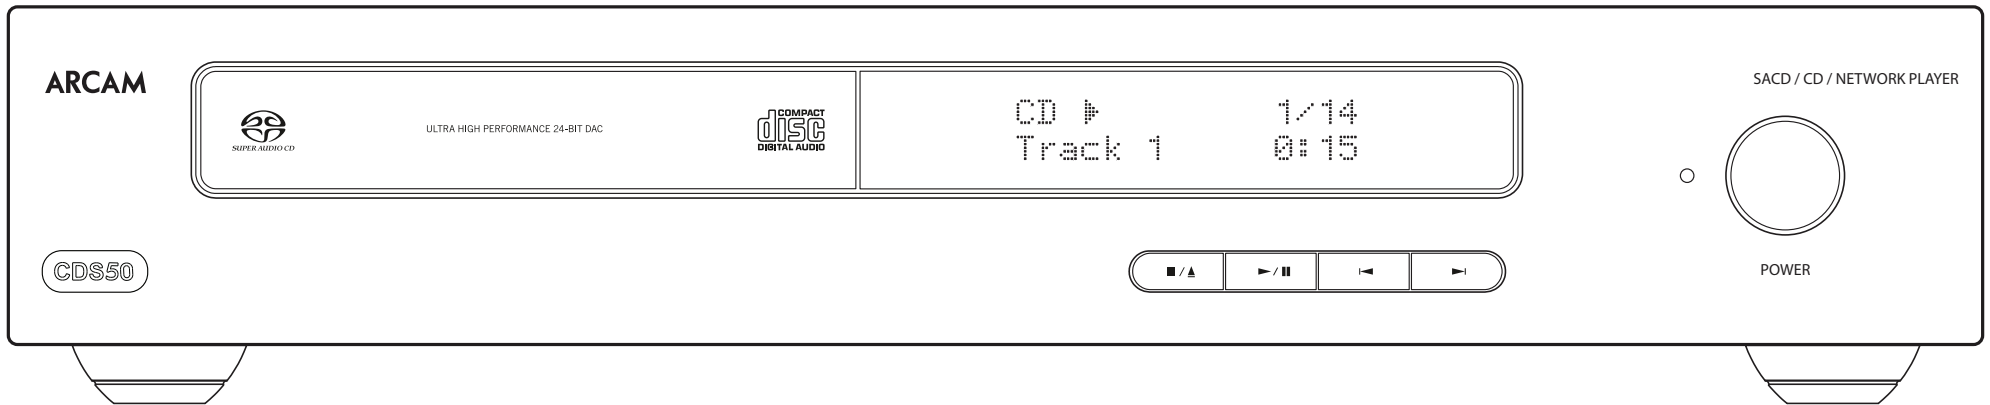 ARCAM
SACD / CD / NETWORK PLAYER
SUPER AUDIO CD
ULTRA HIGH PERFORMANCE 24-BIT DAC
COMPACT
disc
DIGITAL AUDIO
CD ▶ 1/14
Track 1 0:15
CDS50
■/▲ ►/II I◄ ►I
POWER